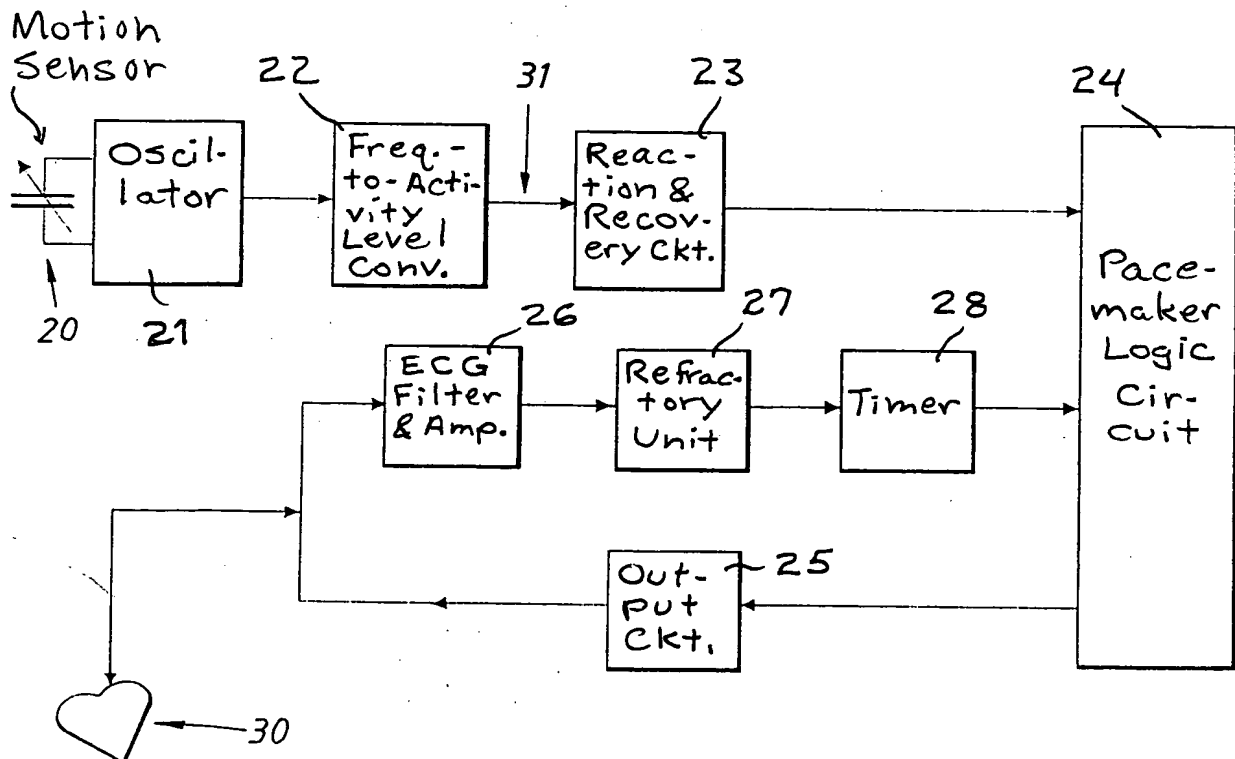 Motion
Sensor
20
Oscil-
lator
21
22
Freq.-
to-Acti-
vity
Level
Conv.
31
23
Reac-
tion &
Recov-
ery Ckt.
24
Pace-
maker
Logic
Cir-
cuit
26
ECG
Filter
& Amp.
27
Refrac-
tory
Unit
28
Timer
25
Out-
put
Ckt.
30